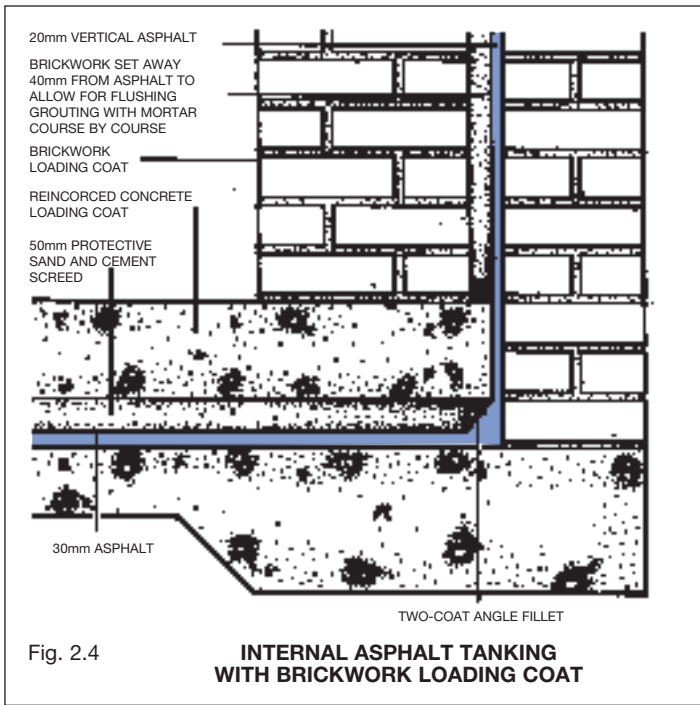 20mm VERTICAL ASPHALT
BRICKWORK SET AWAY
40mm FROM ASPHALT TO
ALLOW FOR FLUSHING
GROUTING WITH MORTAR
COURSE BY COURSE
BRICKWORK
LOADING COAT
REINCORCED CONCRETE
LOADING COAT
50mm PROTECTIVE
SAND AND CEMENT
SCREED
30mm ASPHALT
TWO-COAT ANGLE FILLET
Fig. 2.4
INTERNAL ASPHALT TANKING
WITH BRICKWORK LOADING COAT